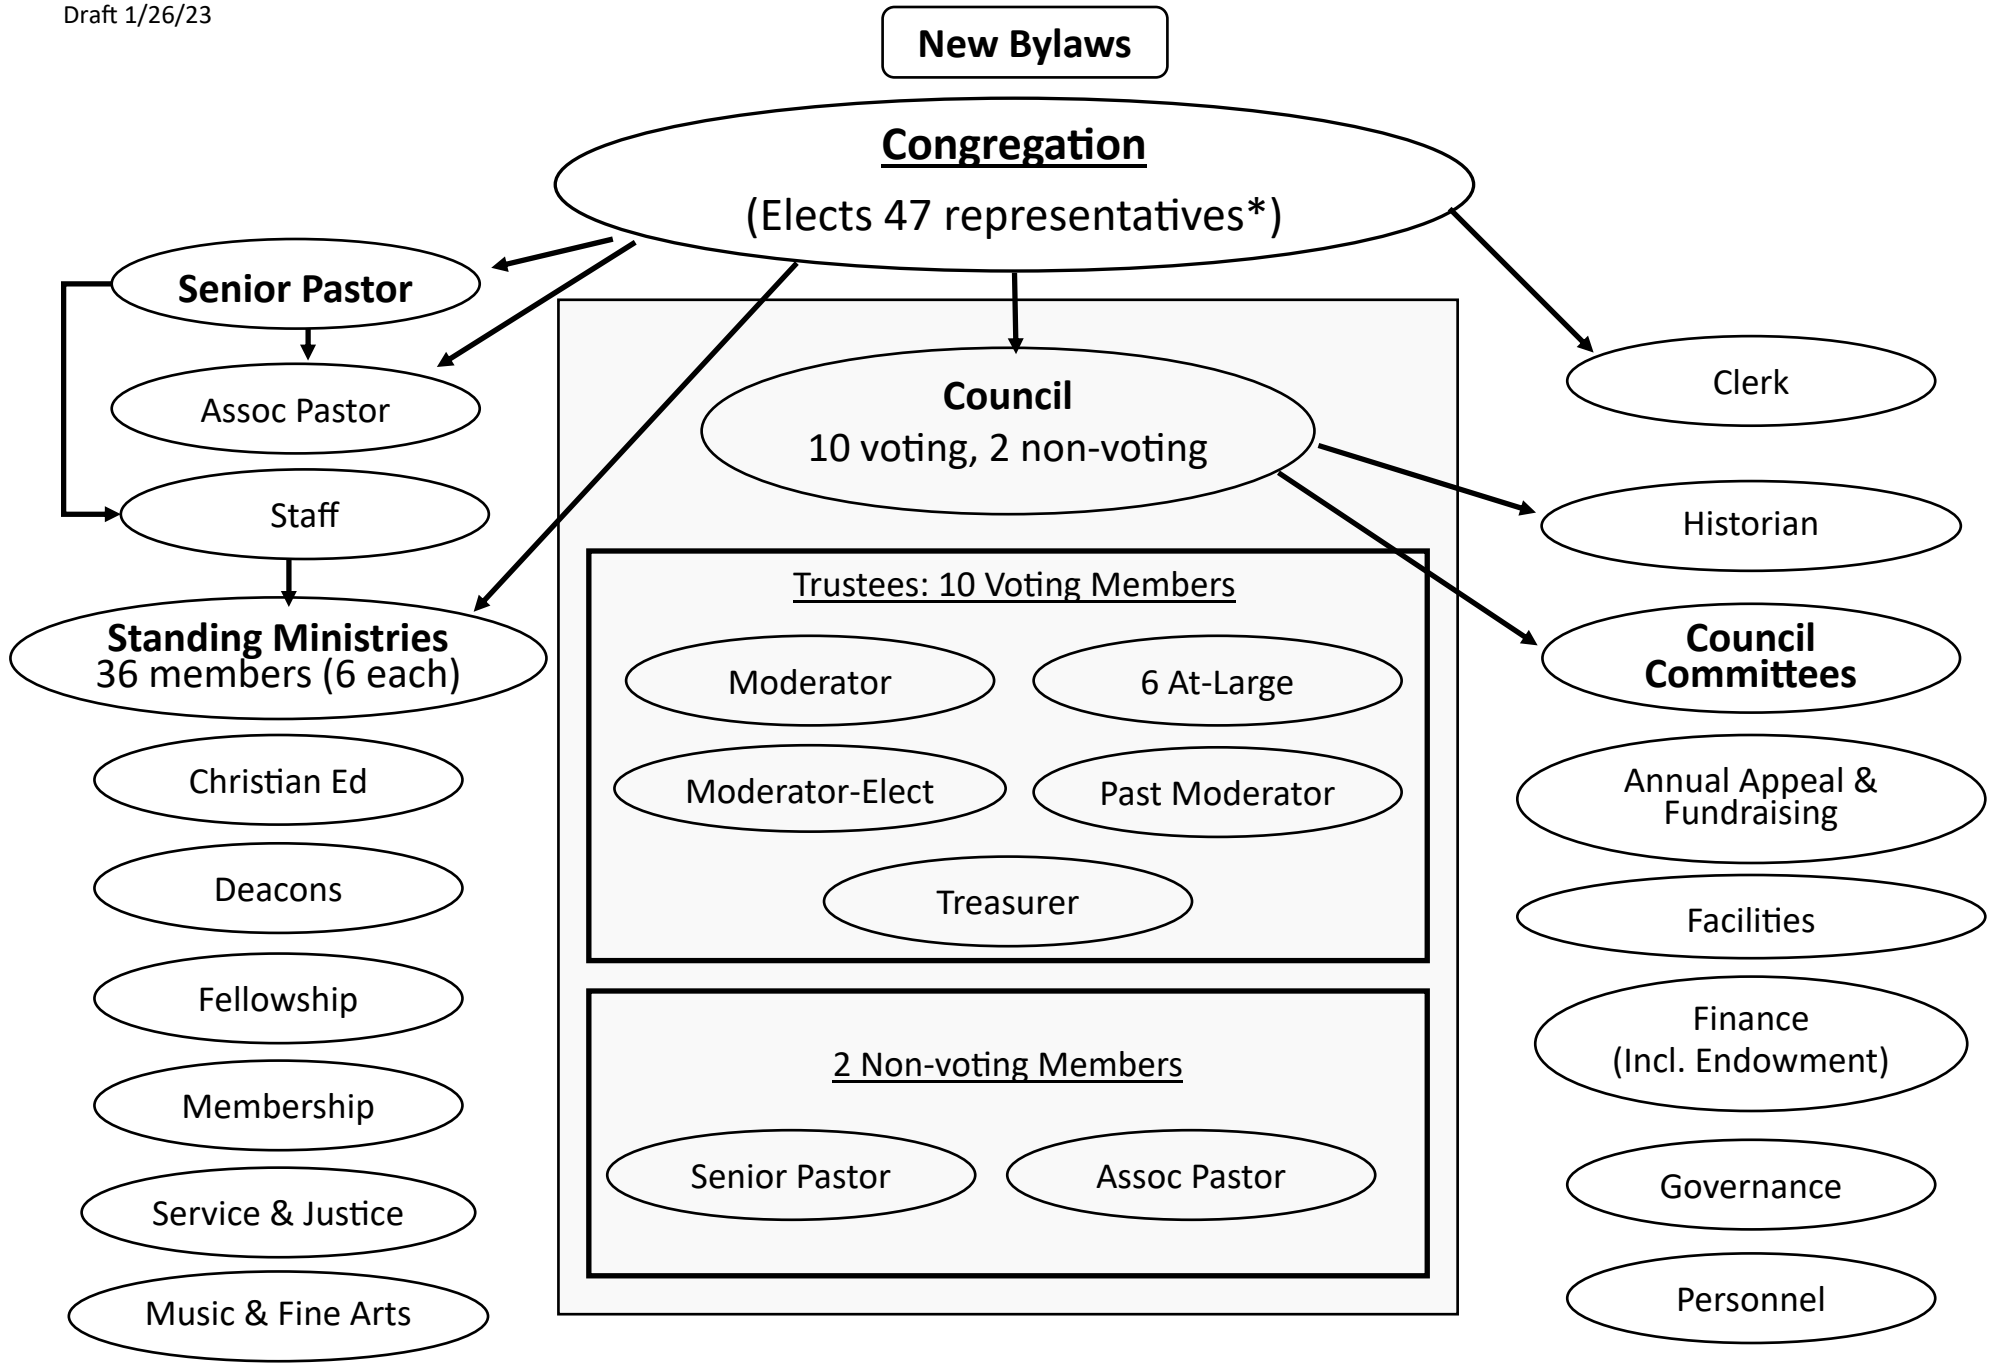 Draft 1/26/23
New Bylaws
Congregation
(Elects 47 representatives*)
Senior Pastor
Assoc Pastor
Staff
Standing Ministries
36 members (6 each)
Christian Ed
Deacons
Fellowship
Membership
Service & Justice
Music & Fine Arts
Council
10 voting, 2 non-voting
Trustees: 10 Voting Members
Moderator
6 At-Large
Moderator-Elect
Past Moderator
Treasurer
2 Non-voting Members
Senior Pastor
Assoc Pastor
Clerk
Historian
Council
Committees
Annual Appeal &
Fundraising
Facilities
Finance
(Incl. Endowment)
Governance
Personnel